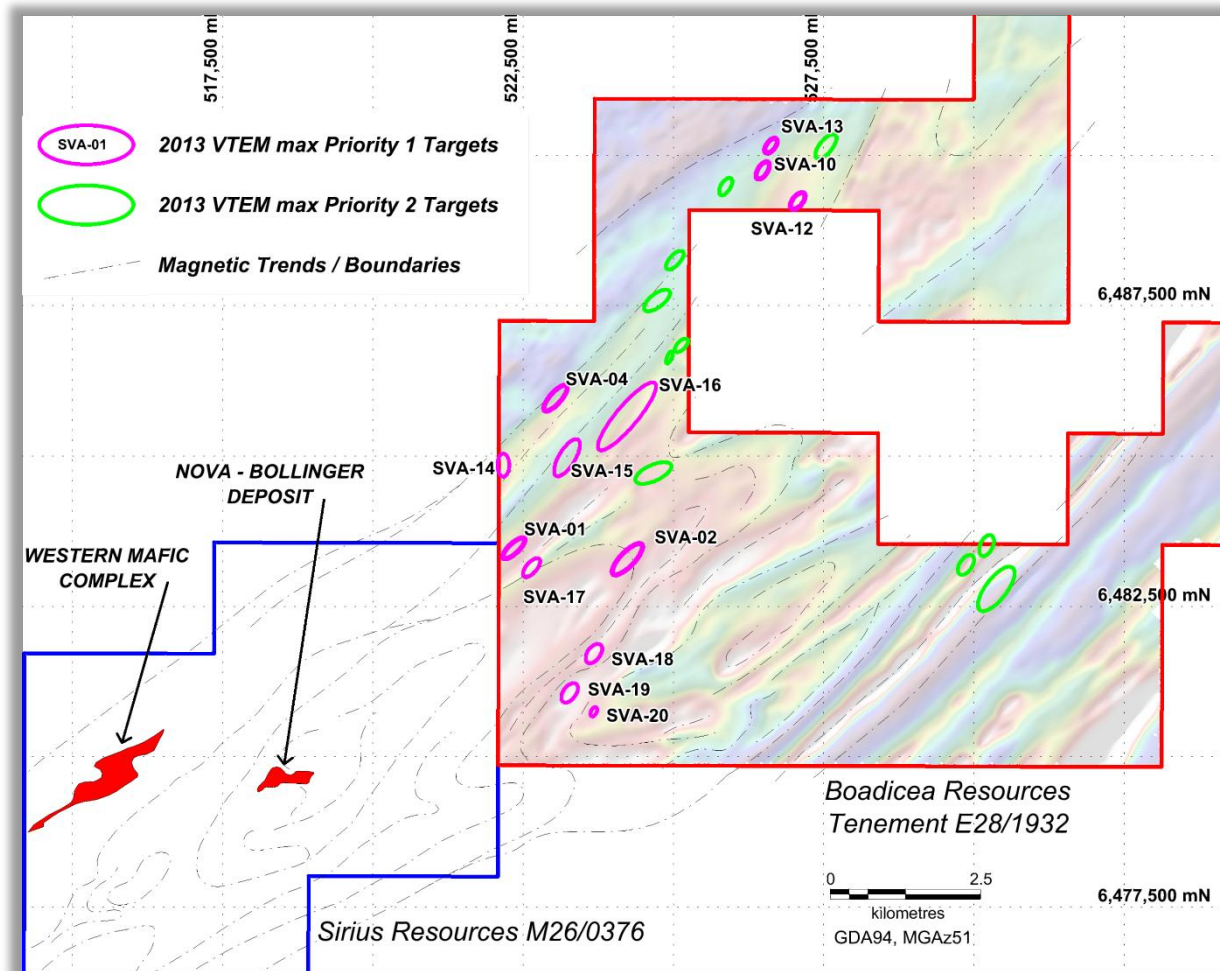 517,500 ml
522,500 ml
527,500 ml
SVA-01
2013 VTEM max Priority 1 Targets
2013 VTEM max Priority 2 Targets
Magnetic Trends / Boundaries
SVA-13
SVA-10
SVA-12
6,487,500 mN
SVA-04
SVA-16
SVA-14
SVA-15
NOVA - BOLLINGER
DEPOSIT
SVA-01
SVA-02
WESTERN MAFIC
COMPLEX
SVA-17
6,482,500 mN
SVA-18
SVA-19
SVA-20
Boadicea Resources
Tenement E28/1932
0 2.5
kilometres
GDA94, MGAz51
6,477,500 mN
Sirius Resources M26/0376